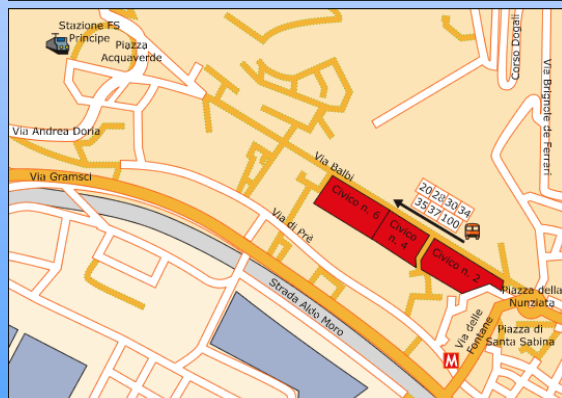 Stazione FS
Principe
Piazza
Acquaverde
Corso Dogali
Via Brignole de Ferrari
Via Andrea Doria
Via Balbi
Via Gramsci
20 28 30 34
35 37 100
Civico n. 6
Civico
n. 4
Via di Prè
Civico n. 2
Strada Aldo Moro
Piazza della
Nunziata
Via delle
Fontane
Piazza di
Santa Sabina
M